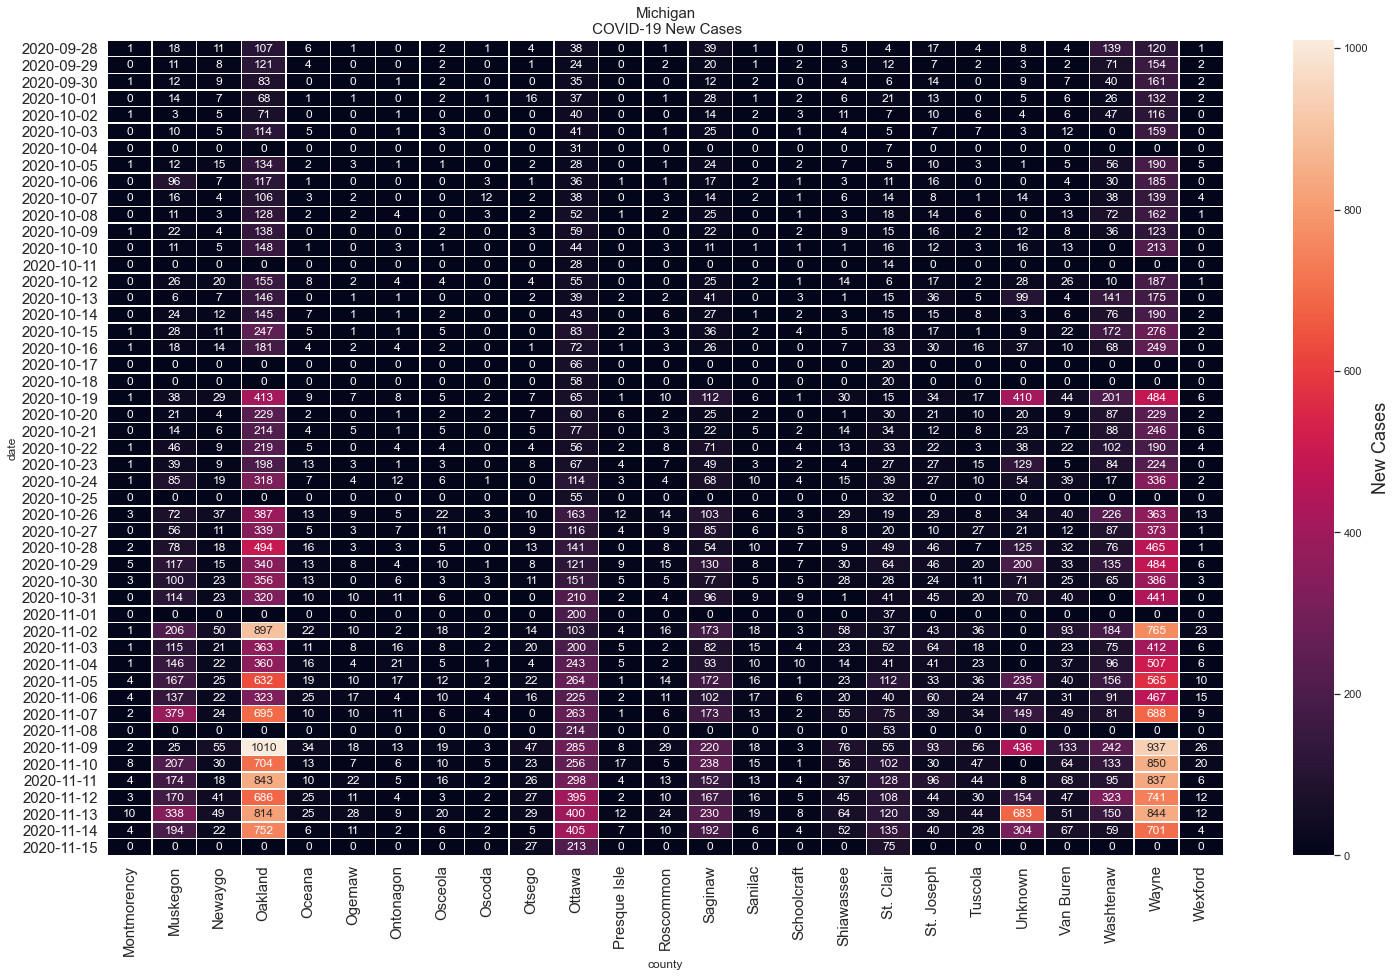 Michigan
COVID-19 New Cases
2020-09-28 1 18 11 107 6 1 0 2 1 4 38 0 1 39 1 0 5 4 17 4 8 4 139 120 1
2020-09-29 0 11 8 121 4 0 0 2 0 1 24 0 2 20 1 2 3 12 7 2 3 2 71 154 2
2020-09-30 1 12 9 83 0 0 1 2 0 0 35 0 0 12 2 0 4 6 14 0 9 7 40 161 2
2020-10-01 0 14 7 68 1 1 0 2 1 16 37 0 1 28 1 2 6 21 13 0 5 6 26 132 2
2020-10-02 1 3 5 71 0 0 1 0 0 0 40 0 0 14 2 3 11 7 10 6 4 6 47 116 0
2020-10-03 0 10 5 114 5 0 1 3 0 0 41 0 1 25 0 1 4 5 7 7 3 12 0 159 0
2020-10-04 0 0 0 0 0 0 0 0 0 0 31 0 0 0 0 0 0 7 0 0 0 0 0 0 0
2020-10-05 1 12 15 134 2 3 1 1 0 2 28 0 1 24 0 2 7 5 10 3 1 5 56 190 5
2020-10-06 0 96 7 117 1 0 0 0 3 1 36 1 1 17 2 1 3 11 16 0 0 4 30 185 0
2020-10-07 0 16 4 106 3 2 0 0 12 2 38 0 3 14 2 1 6 14 8 1 14 3 38 139 4
2020-10-08 0 11 3 128 2 2 4 0 3 2 52 1 2 25 0 1 3 18 14 6 0 13 72 162 1
2020-10-09 1 22 4 138 0 0 0 2 0 3 59 0 0 22 0 2 9 15 16 2 12 8 36 123 0
2020-10-10 0 11 5 148 1 0 3 1 0 0 44 0 3 11 1 1 1 16 12 3 16 13 0 213 0
2020-10-11 0 0 0 0 0 0 0 0 0 0 28 0 0 0 0 0 0 14 0 0 0 0 0 0 0
2020-10-12 0 26 20 155 8 2 4 4 0 4 55 0 0 25 2 1 14 6 17 2 28 26 10 187 1
2020-10-13 0 6 7 146 0 1 1 0 0 2 39 2 2 41 0 3 1 15 36 5 99 4 141 175 0
2020-10-14 0 24 12 145 7 1 1 2 0 0 43 0 6 27 1 2 3 15 15 8 3 6 76 190 2
2020-10-15 1 28 11 247 5 1 1 5 0 0 83 2 3 36 2 4 5 18 17 1 9 22 172 276 2
2020-10-16 1 18 14 181 4 2 4 2 0 1 72 1 3 26 0 0 7 33 30 16 37 10 68 249 0
2020-10-17 0 0 0 0 0 0 0 0 0 0 66 0 0 0 0 0 0 20 0 0 0 0 0 0 0
2020-10-18 0 0 0 0 0 0 0 0 0 0 58 0 0 0 0 0 0 20 0 0 0 0 0 0 0
2020-10-19 1 38 29 413 9 7 8 5 2 7 65 1 10 112 6 1 30 15 34 17 410 44 201 484 6
2020-10-20 0 21 4 229 2 0 1 2 2 7 60 6 2 25 2 0 1 30 21 10 20 9 87 229 2
2020-10-21 0 14 6 214 4 5 1 5 0 5 77 0 3 22 5 2 14 34 12 8 23 7 88 246 6
2020-10-22 1 46 9 219 5 0 4 4 0 4 56 2 8 71 0 4 13 33 22 3 38 22 102 190 4
2020-10-23 1 39 9 198 13 3 1 3 0 8 67 4 7 49 3 2 4 27 27 15 129 5 84 224 0
2020-10-24 1 85 19 318 7 4 12 6 1 0 114 3 4 68 10 4 15 39 27 10 54 39 17 336 2
2020-10-25 0 0 0 0 0 0 0 0 0 0 55 0 0 0 0 0 0 32 0 0 0 0 0 0 0
2020-10-26 3 72 37 387 13 9 5 22 3 10 163 12 14 103 6 3 29 19 29 8 34 40 226 363 13
2020-10-27 0 56 11 339 5 3 7 11 0 9 116 4 9 85 6 5 8 20 10 27 21 12 87 373 1
2020-10-28 2 78 18 494 16 3 3 5 0 13 141 0 8 54 10 7 9 49 46 7 125 32 76 465 1
2020-10-29 5 117 15 340 13 8 4 10 1 8 121 9 15 130 8 7 30 64 46 20 200 33 135 484 6
2020-10-30 3 100 23 356 13 0 6 3 3 11 151 5 5 77 5 5 28 28 24 11 71 25 65 386 3
2020-10-31 0 114 23 320 10 10 11 6 0 0 210 2 4 96 9 9 1 41 45 20 70 40 0 441 0
2020-11-01 0 0 0 0 0 0 0 0 0 0 200 0 0 0 0 0 0 37 0 0 0 0 0 0 0
2020-11-02 1 206 50 897 22 10 2 18 2 14 103 4 16 173 18 3 58 37 43 36 0 93 184 765 23
2020-11-03 1 115 21 363 11 8 16 8 2 20 200 5 2 82 15 4 23 52 64 18 0 23 75 412 6
2020-11-04 1 146 22 360 16 4 21 5 1 4 243 5 2 93 10 10 14 41 41 23 0 37 96 507 6
2020-11-05 4 167 25 632 19 10 17 12 2 22 264 1 14 172 16 1 23 112 33 36 235 40 156 565 10
2020-11-06 4 137 22 323 25 17 4 10 4 16 225 2 11 102 17 6 20 40 60 24 47 31 91 467 15
2020-11-07 2 379 24 695 10 10 11 6 4 0 263 1 6 173 13 2 55 75 39 34 149 49 81 688 9
2020-11-08 0 0 0 0 0 0 0 0 0 0 214 0 0 0 0 0 0 53 0 0 0 0 0 0 0
2020-11-09 2 25 55 1010 34 18 13 19 3 47 285 8 29 220 18 3 76 55 93 56 436 133 242 937 26
2020-11-10 8 207 30 704 13 7 6 10 5 23 256 17 5 238 15 1 56 102 30 47 0 64 133 850 20
2020-11-11 4 174 18 843 10 22 5 16 2 26 298 4 13 152 13 4 37 128 96 44 8 68 95 837 6
2020-11-12 3 170 41 686 25 11 4 3 2 27 395 2 10 167 16 5 45 108 44 30 154 47 323 741 12
2020-11-13 10 338 49 814 25 28 9 20 2 29 400 12 24 230 19 8 64 120 39 44 683 51 150 844 12
2020-11-14 4 194 22 752 6 11 2 6 2 5 405 7 10 192 6 4 52 135 40 28 304 67 59 701 4
2020-11-15 0 0 0 0 0 0 0 0 0 27 213 0 0 0 0 0 0 75 0 0 0 0 0 0 0
Montmorency Muskegon Newaygo Oakland Oceana Ogemaw Ontonagon Osceola Oscoda Otsego Ottawa Presque Isle Roscommon Saginaw Sanilac Schoolcraft Shiawassee St. Clair St. Joseph Tuscola Unknown Van Buren Washtenaw Wayne Wexford
county
date
1000
800
600
400
200
0
New Cases